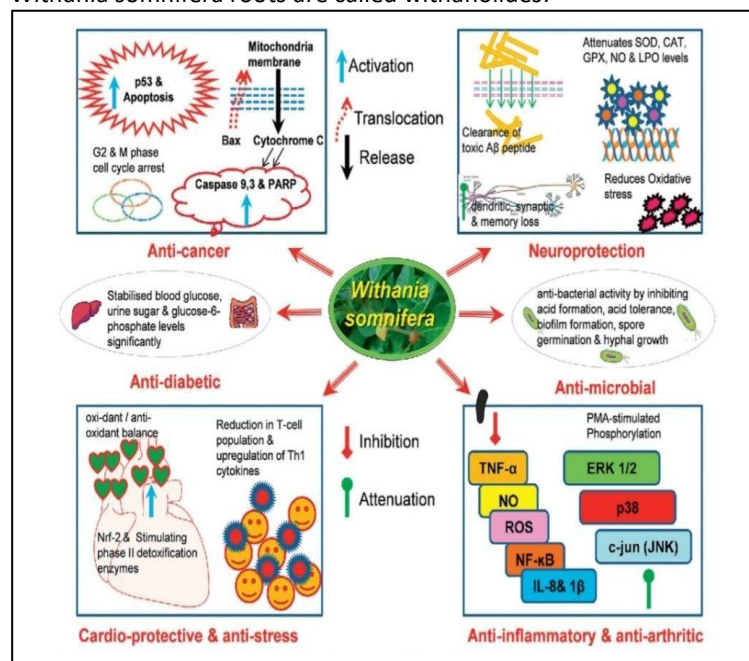 Withania somnifera roots are called withanolides.
p53 &
Apoptosis
Mitochondria
membrane
Bax
Cytochrome C
G2 & M phase
cell cycle arrest
Caspase 9,3 & PARP
Anti-cancer
Activation
Translocation
Release
Attenuates SOD, CAT,
GPX, NO & LPO levels
Clearance of
toxic Aβ peptide
dendritic, synaptic
& memory loss
Reduces Oxidative
stress
Neuroprotection
Stabilised blood glucose,
urine sugar & glucose-6-
phosphate levels
significantly
Anti-diabetic
Withania
somnifera
anti-bacterial activity by inhibiting
acid formation, acid tolerance,
biofilm formation, spore
germination & hyphal growth
Anti-microbial
oxi-dant / anti-
oxidant balance
Nrf-2 & Stimulating
phase II detoxification
enzymes
Reduction in T-cell
population &
upregulation of Th1
cytokines
Cardio-protective & anti-stress
Inhibition
Attenuation
PMA-stimulated
Phosphorylation
TNF-α
NO
ROS
NF-κB
IL-8& 1β
ERK 1/2
p38
c-jun (JNK)
Anti-inflammatory & anti-arthritic